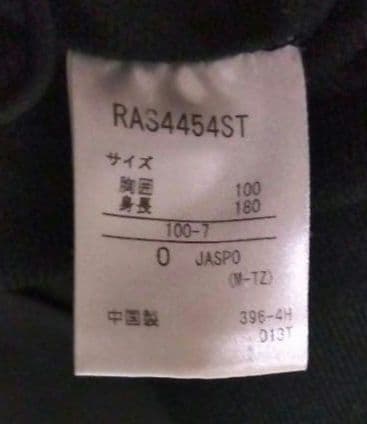 RAS4454ST
サイズ
胸囲 100
身長 180
100-7
O JASPO
(M-TZ)
中国製 396-4H
D13T